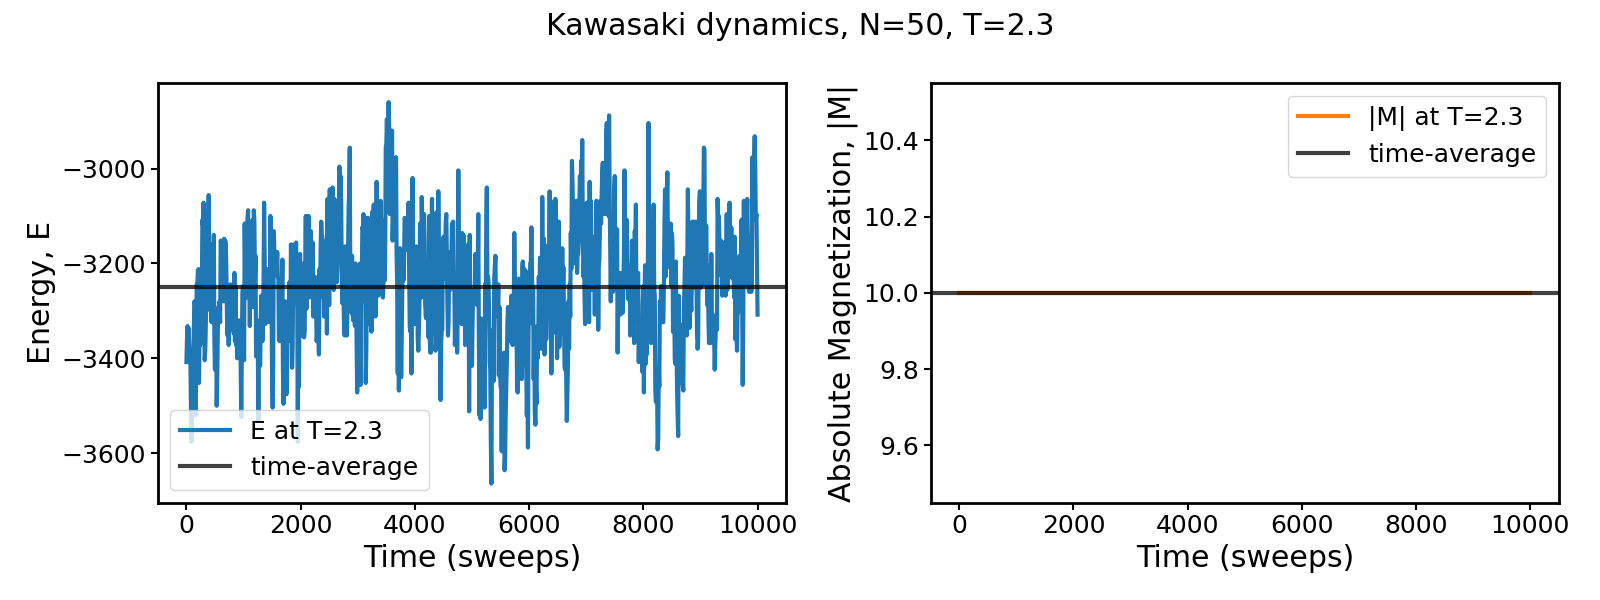 Kawasaki dynamics, N=50, T=2.3
Energy, E
−3000
−3200
−3400
−3600
E at T=2.3
time-average
0
2000
4000
6000
8000
10000
Time (sweeps)
Absolute Magnetization, |M|
10.4
10.2
10.0
9.8
9.6
|M| at T=2.3
time-average
0
2000
4000
6000
8000
10000
Time (sweeps)